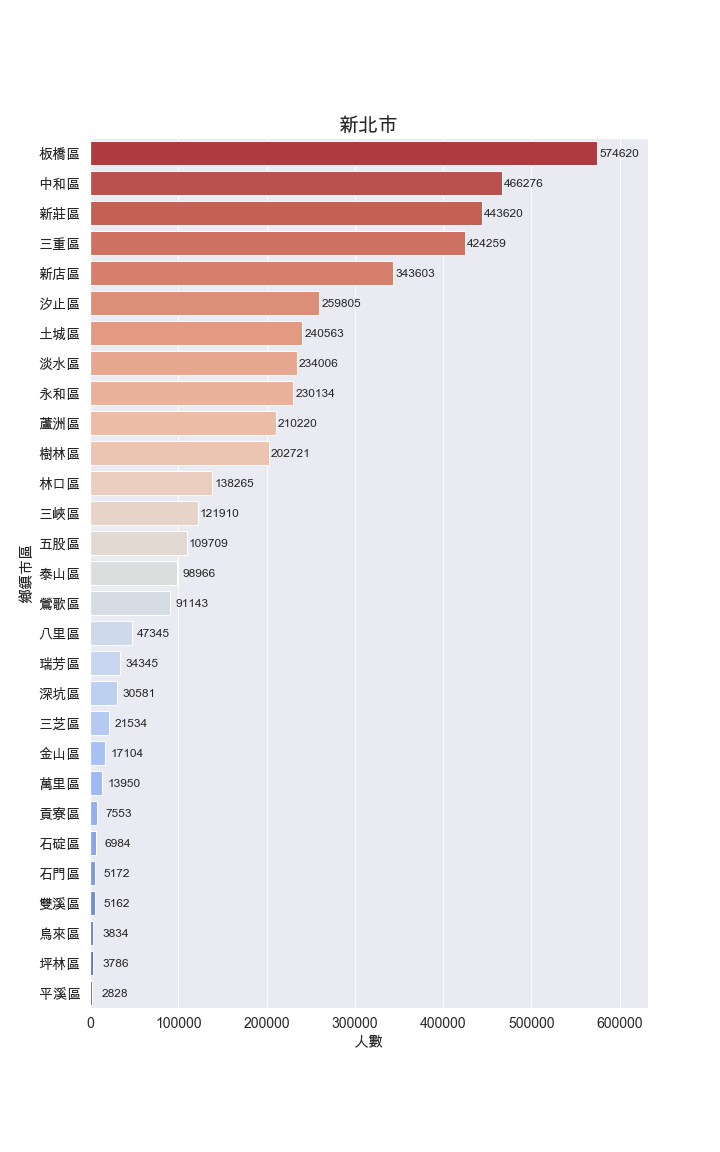 新北市
鄉鎮市區
板橋區 574620
中和區 466276
新莊區 443620
三重區 424259
新店區 343603
汐止區 259805
土城區 240563
淡水區 234006
永和區 230134
蘆洲區 210220
樹林區 202721
林口區 138265
三峽區 121910
五股區 109709
泰山區 98966
鶯歌區 91143
八里區 47345
瑞芳區 34345
深坑區 30581
三芝區 21534
金山區 17104
萬里區 13950
貢寮區 7553
石碇區 6984
石門區 5172
雙溪區 5162
烏來區 3834
坪林區 3786
平溪區 2828
0 100000 200000 300000 400000 500000 600000
人數